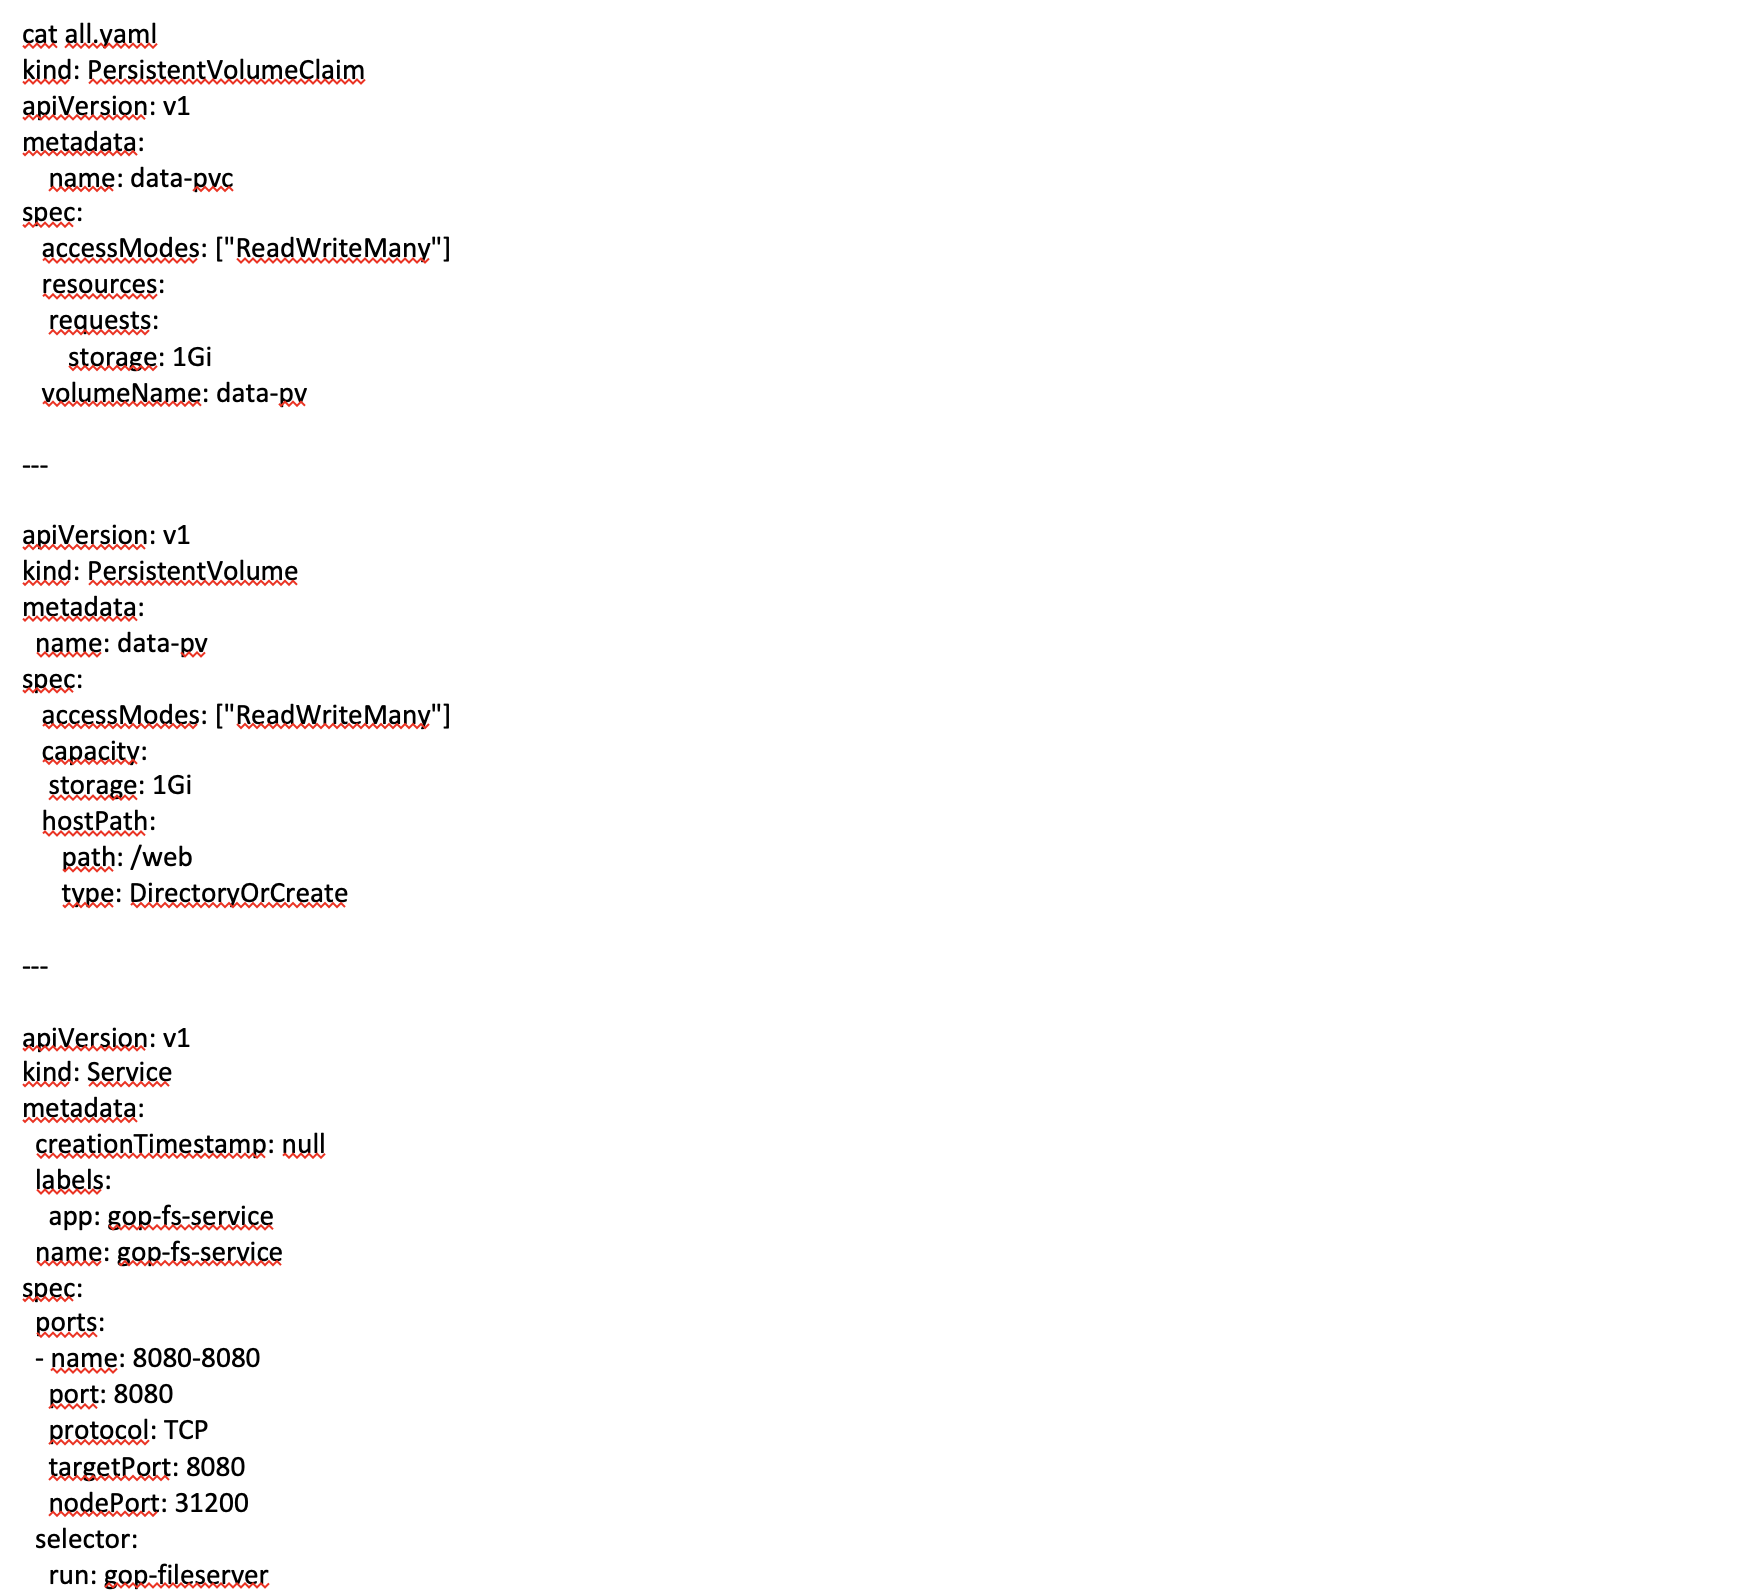 cat all.yaml
kind: PersistentVolumeClaim
apiVersion: v1
metadata:
    name: data-pvc
spec:
   accessModes: ["ReadWriteMany"]
   resources:
    requests:
       storage: 1Gi
   volumeName: data-pv

---

apiVersion: v1
kind: PersistentVolume
metadata:
  name: data-pv
spec:
   accessModes: ["ReadWriteMany"]
   capacity:
    storage: 1Gi
   hostPath:
      path: /web
      type: DirectoryOrCreate

---

apiVersion: v1
kind: Service
metadata:
  creationTimestamp: null
  labels:
    app: gop-fs-service
  name: gop-fs-service
spec:
  ports:
  - name: 8080-8080
    port: 8080
    protocol: TCP
    targetPort: 8080
    nodePort: 31200
  selector:
    run: gop-fileserver